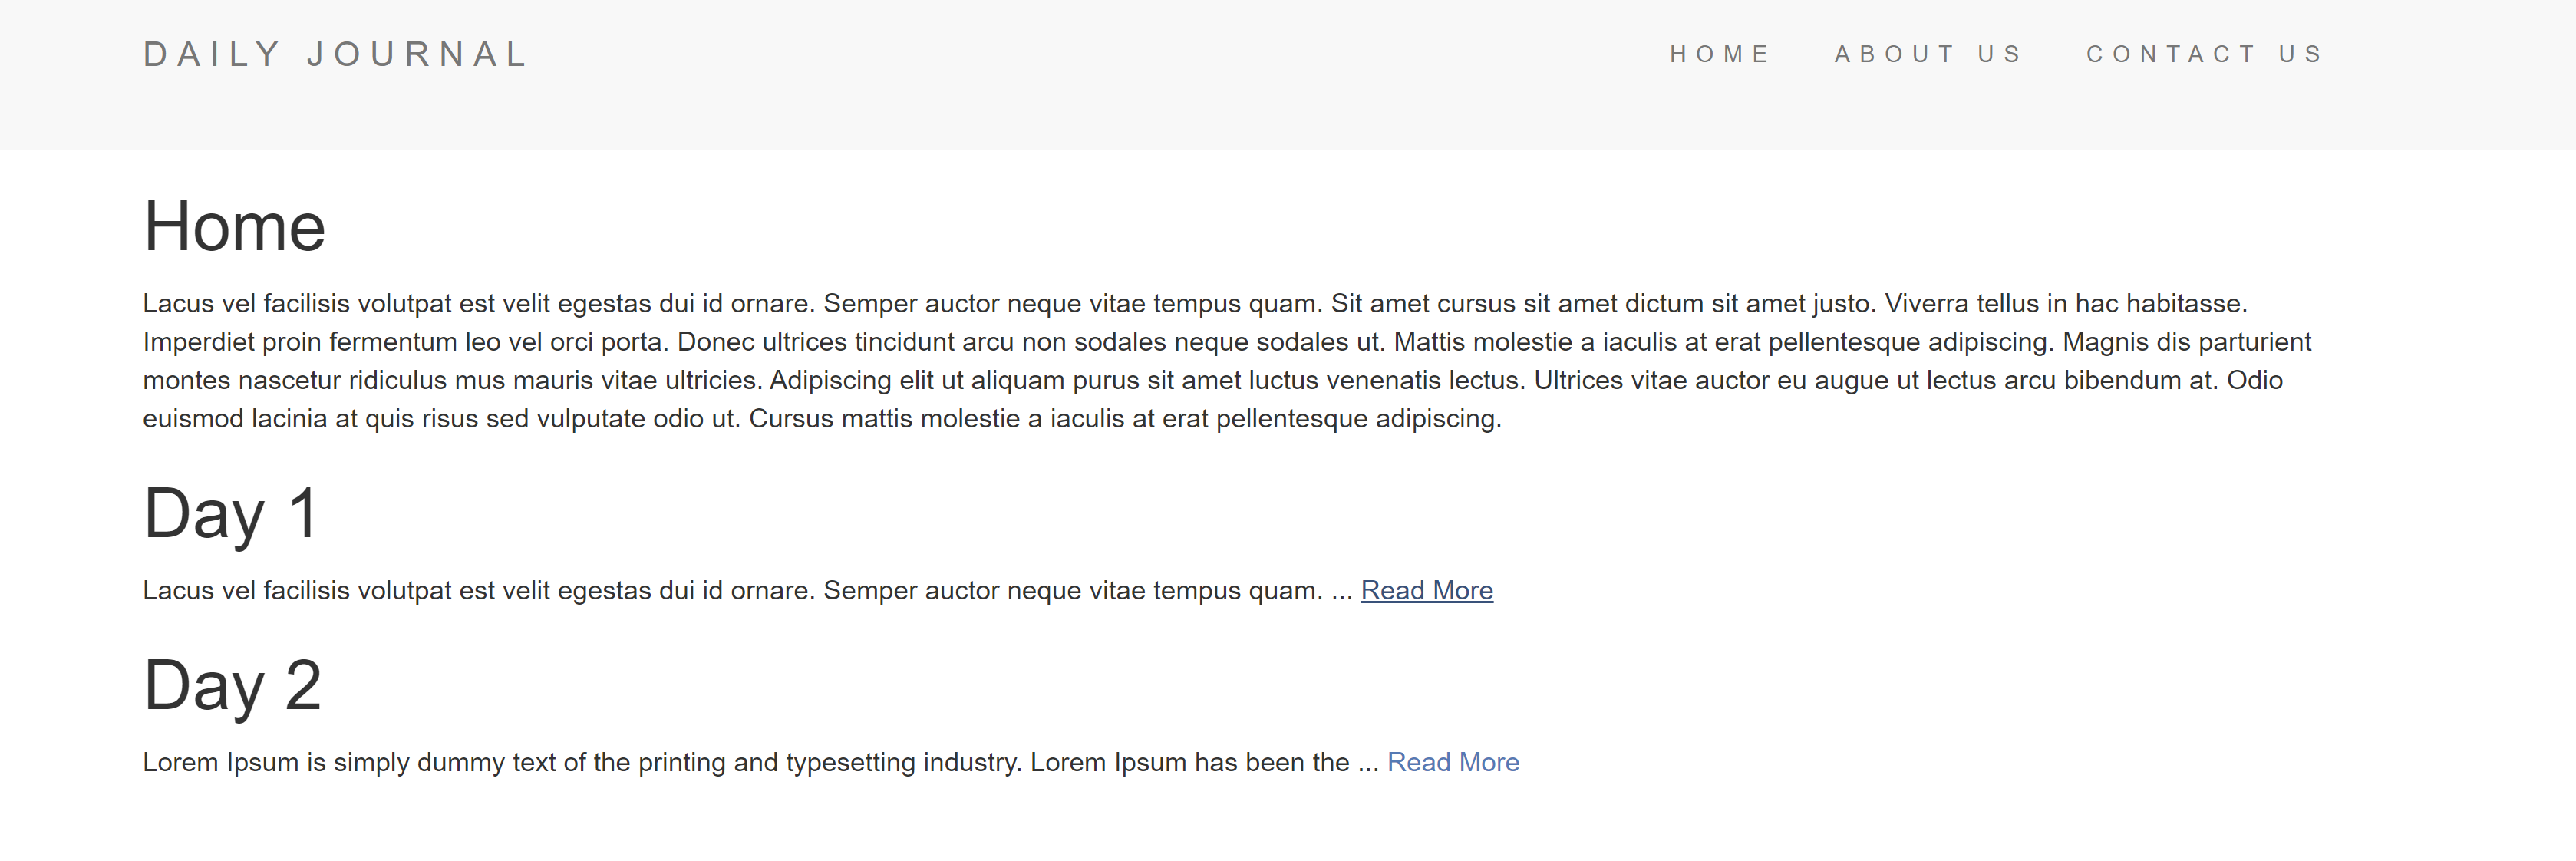 DAILY JOURNAL
HOME ABOUT US CONTACT US
Home
Lacus vel facilisis volutpat est velit egestas dui id ornare. Semper auctor neque vitae tempus quam. Sit amet cursus sit amet dictum sit amet justo. Viverra tellus in hac habitasse.
Imperdiet proin fermentum leo vel orci porta. Donec ultrices tincidunt arcu non sodales neque sodales ut. Mattis molestie a iaculis at erat pellentesque adipiscing. Magnis dis parturient
montes nascetur ridiculus mus mauris vitae ultricies. Adipiscing elit ut aliquam purus sit amet luctus venenatis lectus. Ultrices vitae auctor eu augue ut lectus arcu bibendum at. Odio
euismod lacinia at quis risus sed vulputate odio ut. Cursus mattis molestie a iaculis at erat pellentesque adipiscing.
Day 1
Lacus vel facilisis volutpat est velit egestas dui id ornare. Semper auctor neque vitae tempus quam. ... Read More
Day 2
Lorem Ipsum is simply dummy text of the printing and typesetting industry. Lorem Ipsum has been the ... Read More